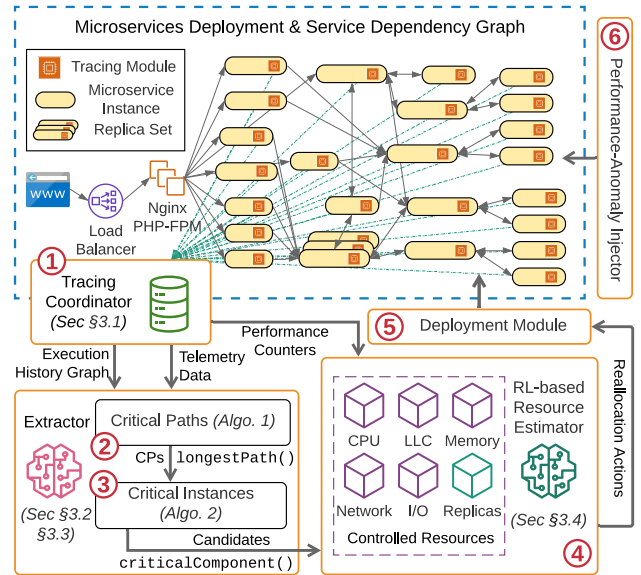 Microservices Deployment & Service Dependency Graph
Tracing Module
Microservice
Instance
Replica Set
WWW
Load
Balancer
Nginx
PHP-FPM
6
Performance-Anomaly Injector
1
Tracing
Coordinator
(Sec §3.1)
Execution
History Graph
Telemetry
Data
Performance
Counters
5
Deployment Module
Reallocation Actions
Extractor
Critical Paths (Algo. 1)
2
CPs
longestPath()
3
Critical Instances
(Algo. 2)
(Sec §3.2
§3.3)
Candidates
criticalComponent()
CPU
LLC
Memory
Network
I/O
Replicas
Controlled Resources
RL-based
Resource
Estimator
(Sec §3.4)
4